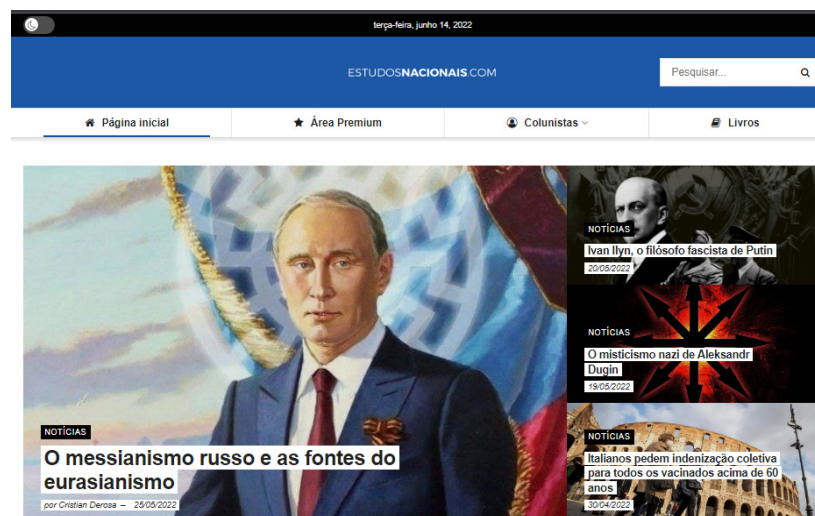 terça-feira, junho 14, 2022
ESTUDOSNACIONAIS.COM
Pesquisar...
Página inicial
Área Premium
Colunistas
Livros
NOTÍCIAS
O messianismo russo e as fontes do
eurasianismo
por Cristian Derosa — 25/05/2022
NOTÍCIAS
Ivan Ilyn, o filósofo fascista de Putin
20/05/2022
NOTÍCIAS
O misticismo nazi de Aleksandr
Dugin
19/05/2022
NOTÍCIAS
Italianos pedem indenização coletiva
para todos os vacinados acima de 60
anos
30/04/2022